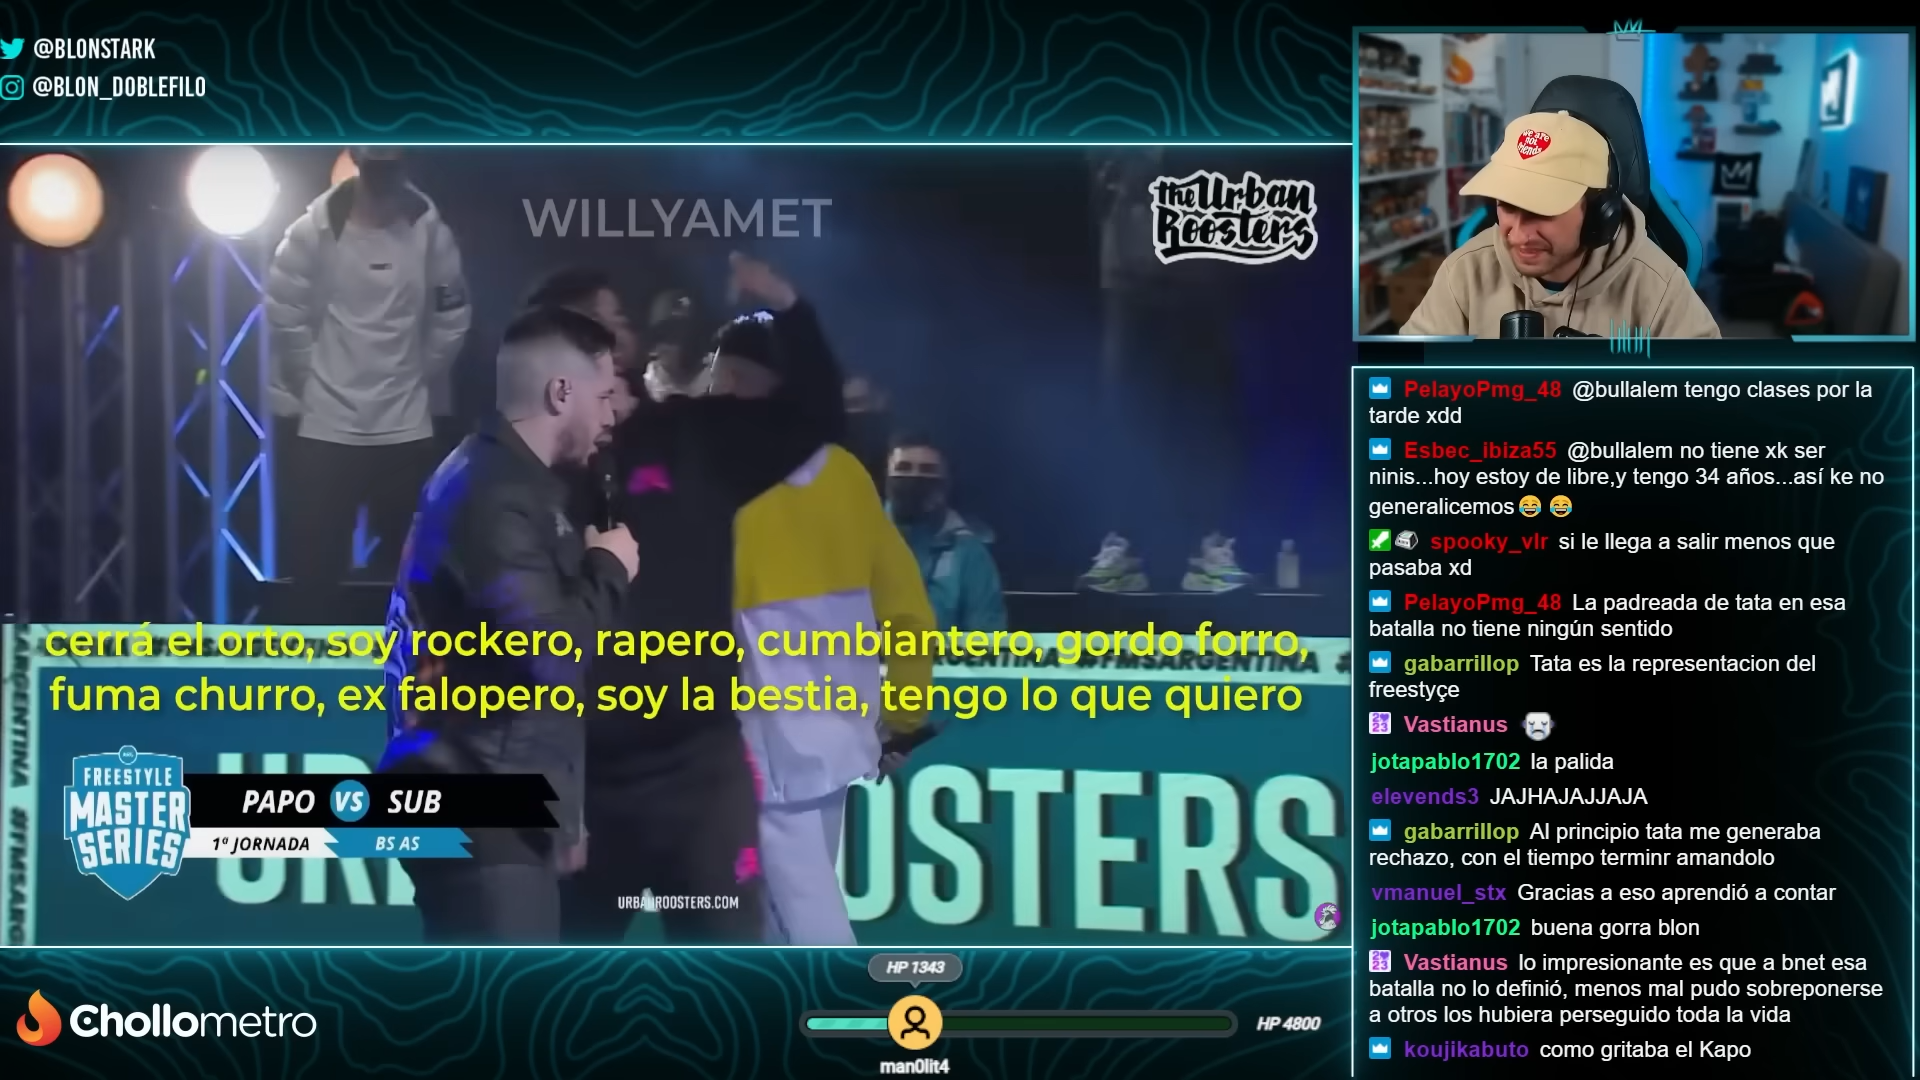 @BLONSTARK
@BLON_DOBLEFILO
WILLYAMET
the Urban
Roosters
we are
not
friends
cerrá el orto, soy rockero, rapero, cumbiantero, gordo forro,
fuma churro, ex falopero, soy la bestia, tengo lo que quiero
ARGENTINA #FMSARGENTINA
FREESTYLE
MASTER
SERIES
PAPO VS SUB
1ª JORNADA BS AS
OSTERS
URBANROOSTERS.COM
PelayoPmg_48 @bullalem tengo clases por la
tarde xdd
Esbec_ibiza55 @bullalem no tiene xk ser
ninis...hoy estoy de libre,y tengo 34 años...así ke no
generalicemos😂 😂
spooky_vlr si le llega a salir menos que
pasaba xd
PelayoPmg_48 La padreada de tata en esa
batalla no tiene ningún sentido
gabarrillop Tata es la representacion del
freestyçe
Vastianus
jotapablo1702 la palida
elevends3 JAJHAJAJJAJA
gabarrillop Al principio tata me generaba
rechazo, con el tiempo terminr amandolo
vmanuel_stx Gracias a eso aprendió a contar
jotapablo1702 buena gorra blon
Vastianus lo impresionante es que a bnet esa
batalla no lo definió, menos mal pudo sobreponerse
a otros los hubiera perseguido toda la vida
koujikabuto como gritaba el Kapo
Chollometro
HP 1343
HP 4800
man0lit4